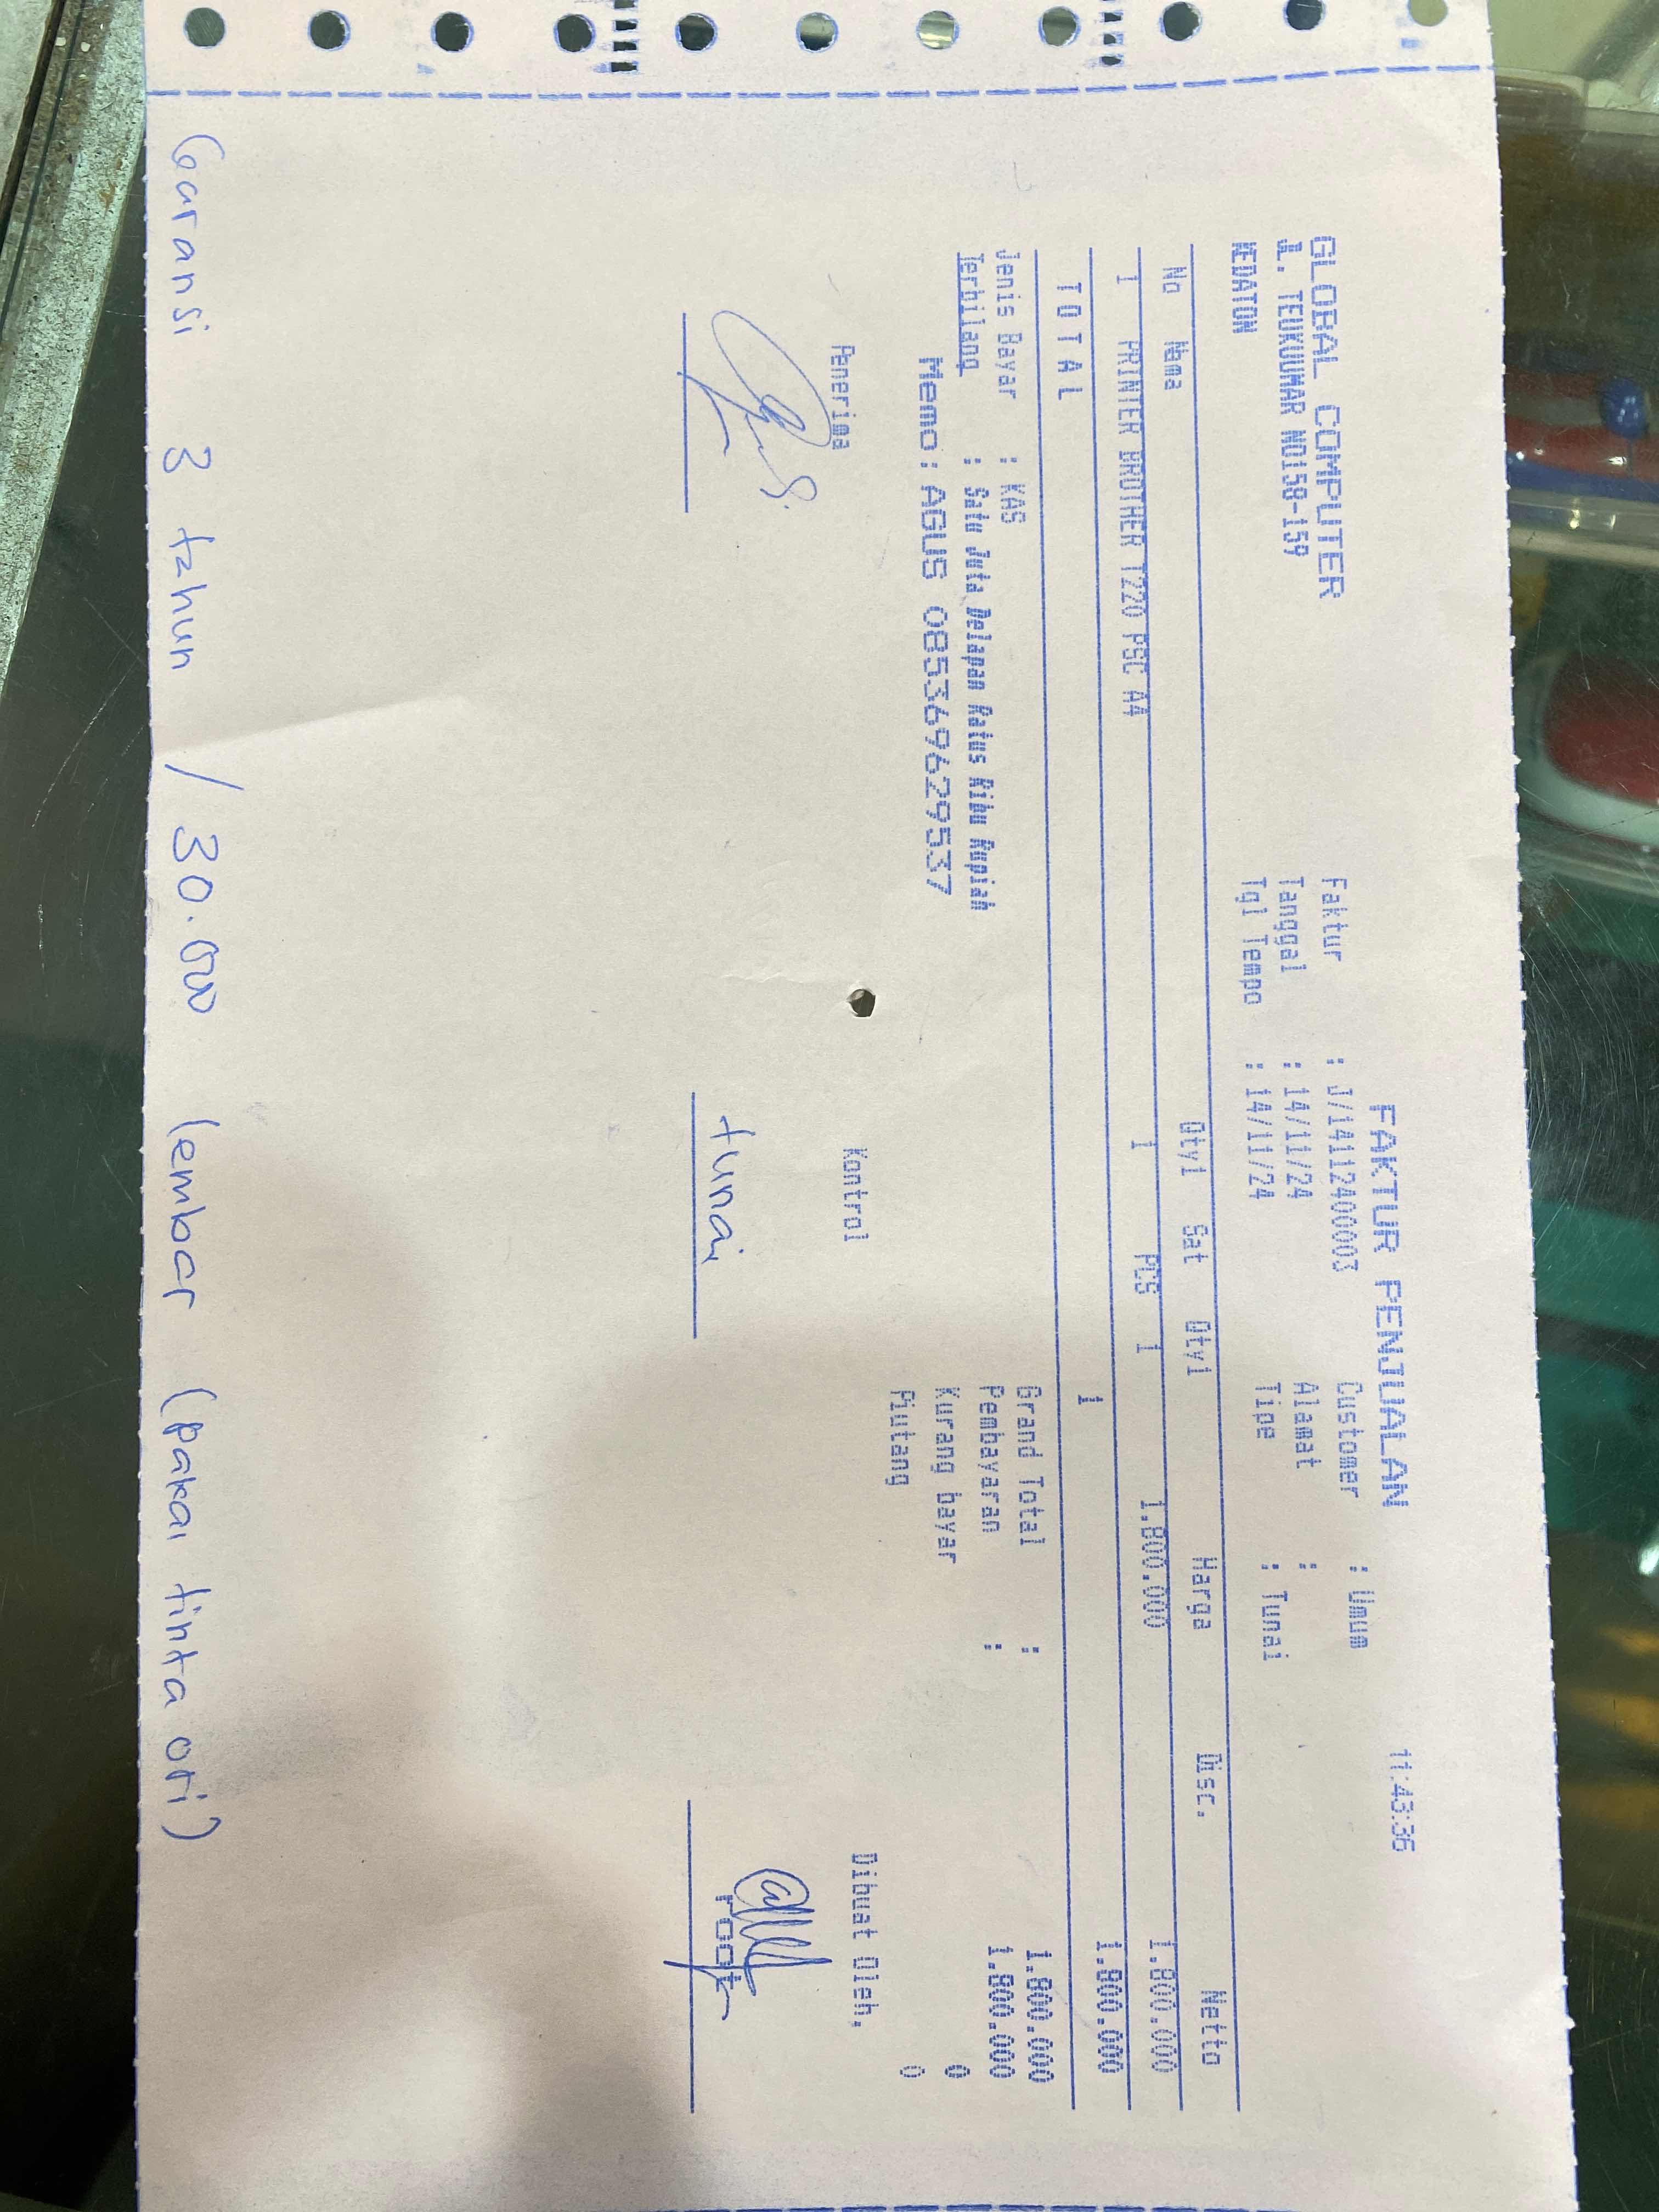 11:43:36
FAKTUR PENJUALAN
GLOBAL COMPUTER Faktur : J/1411240003 Customer : Umum
JL. TEUKUUMAR NO158-159 Tanggal : 14/11/24 Alamat :
KEDATON Tgl Tempo : 14/11/24 Tipe : Tunai
No Nama Qty1 Sat Qty1 Harga Disc. Netto
1 PRINTER BROTHER T220 PSC A4 1 PCS 1 1.800.000 1.800.000
T O T A L 1 1.800.000
Jenis Bayar : KAS Grand Total : 1.800.000
Terbilang : Satu Juta Delapan Ratus Ribu Rupiah Pembayaran : 1.800.000
Memo : AGUS 085369629537 Kurang bayar 0
Piutang 0
Penerima Kontrol Dibuat Oleh,
tunai root
Garansi 3 tahun / 30.000 lembar (pakai tinta ori)